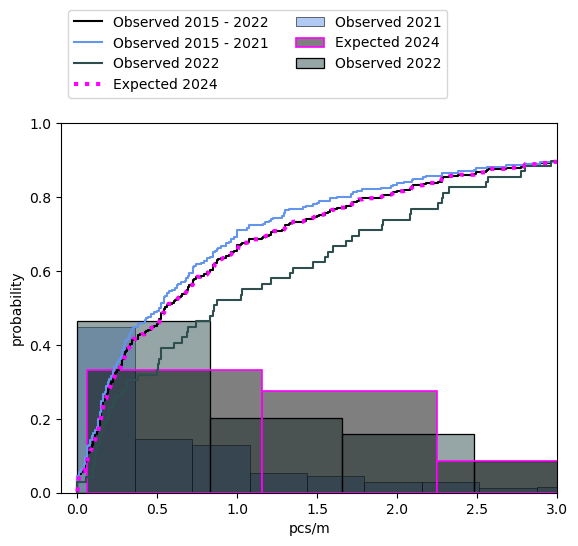 Observed 2015 - 2022
Observed 2015 - 2021
Observed 2022
Expected 2024
Observed 2021
Expected 2024
Observed 2022
1.0
0.8
0.6
0.4
0.2
0.0
probability
0.0 0.5 1.0 1.5 2.0 2.5 3.0
pcs/m